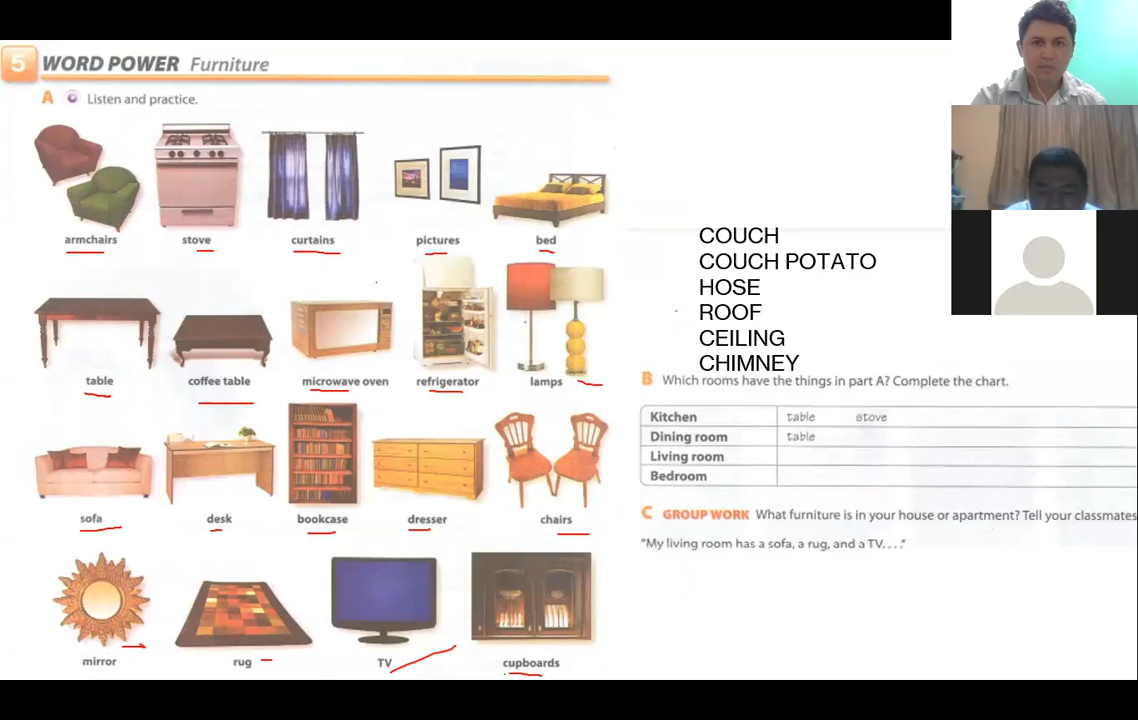 5 WORD POWER Furniture
A Listen and practice.
armchairs stove curtains pictures bed
table coffee table microwave oven refrigerator lamps
sofa desk bookcase dresser chairs
mirror rug TV cupboards
COUCH
COUCH POTATO
HOSE
ROOF
CEILING
CHIMNEY
B Which rooms have the things in part A? Complete the chart.
Kitchen table stove
Dining room table
Living room
Bedroom
C GROUP WORK What furniture is in your house or apartment? Tell your classmates
"My living room has a sofa, a rug, and a TV. . . ."